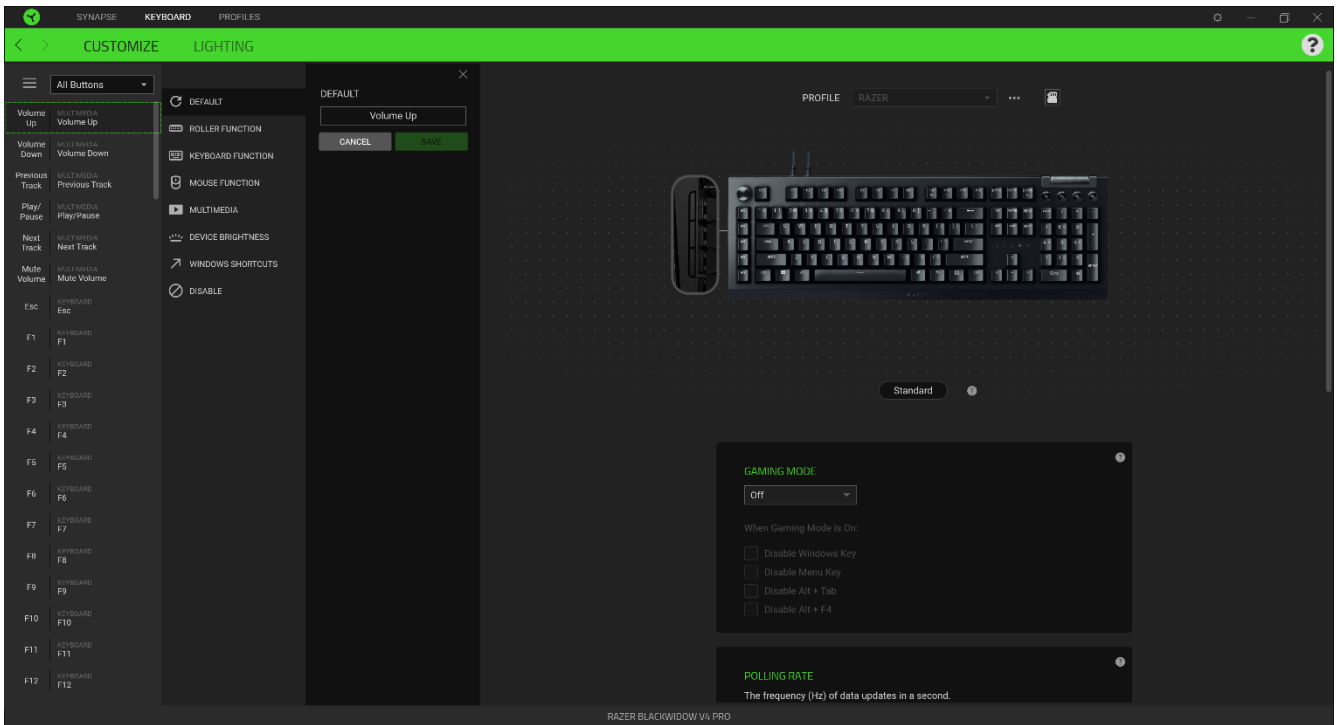 SYNAPSE KEYBOARD PROFILES
CUSTOMIZE LIGHTING ?
All Buttons
Volume Up MULTIMEDIA
Volume Up
Volume Down MULTIMEDIA
Volume Down
Previous Track MULTIMEDIA
Previous Track
Play/ Pause MULTIMEDIA
Play/Pause
Next Track MULTIMEDIA
Next Track
Mute Volume MULTIMEDIA
Mute Volume
Esc KEYBOARD
Esc
F1 KEYBOARD
F1
F2 KEYBOARD
F2
F3 KEYBOARD
F3
F4 KEYBOARD
F4
F5 KEYBOARD
F5
F6 KEYBOARD
F6
F7 KEYBOARD
F7
F8 KEYBOARD
F8
F9 KEYBOARD
F9
F10 KEYBOARD
F10
F11 KEYBOARD
F11
F12 KEYBOARD
F12
DEFAULT
ROLLER FUNCTION
KEYBOARD FUNCTION
MOUSE FUNCTION
MULTIMEDIA
DEVICE BRIGHTNESS
WINDOWS SHORTCUTS
DISABLE
DEFAULT
Volume Up
CANCEL SAVE
PROFILE RAZER
Standard ?
GAMING MODE ?
Off
When Gaming Mode is On:
Disable Windows Key
Disable Menu Key
Disable Alt + Tab
Disable Alt + F4
POLLING RATE ?
The frequency (Hz) of data updates in a second.
RAZER BLACKWIDOW V4 PRO